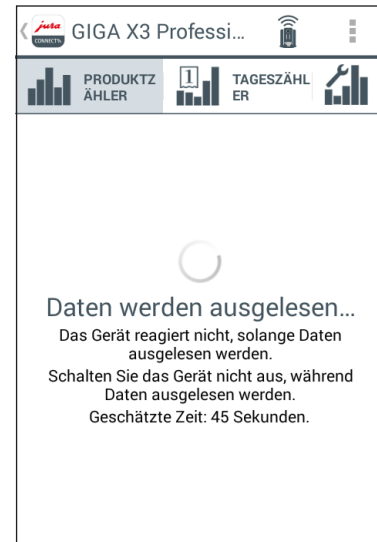 jura
CONNECT
GIGA X3 Professi...
PRODUKTZ
ÄHLER
1
TAGESZÄHL
ER
Daten werden ausgelesen...
Das Gerät reagiert nicht, solange Daten
ausgelesen werden.
Schalten Sie das Gerät nicht aus, während
Daten ausgelesen werden.
Geschätzte Zeit: 45 Sekunden.